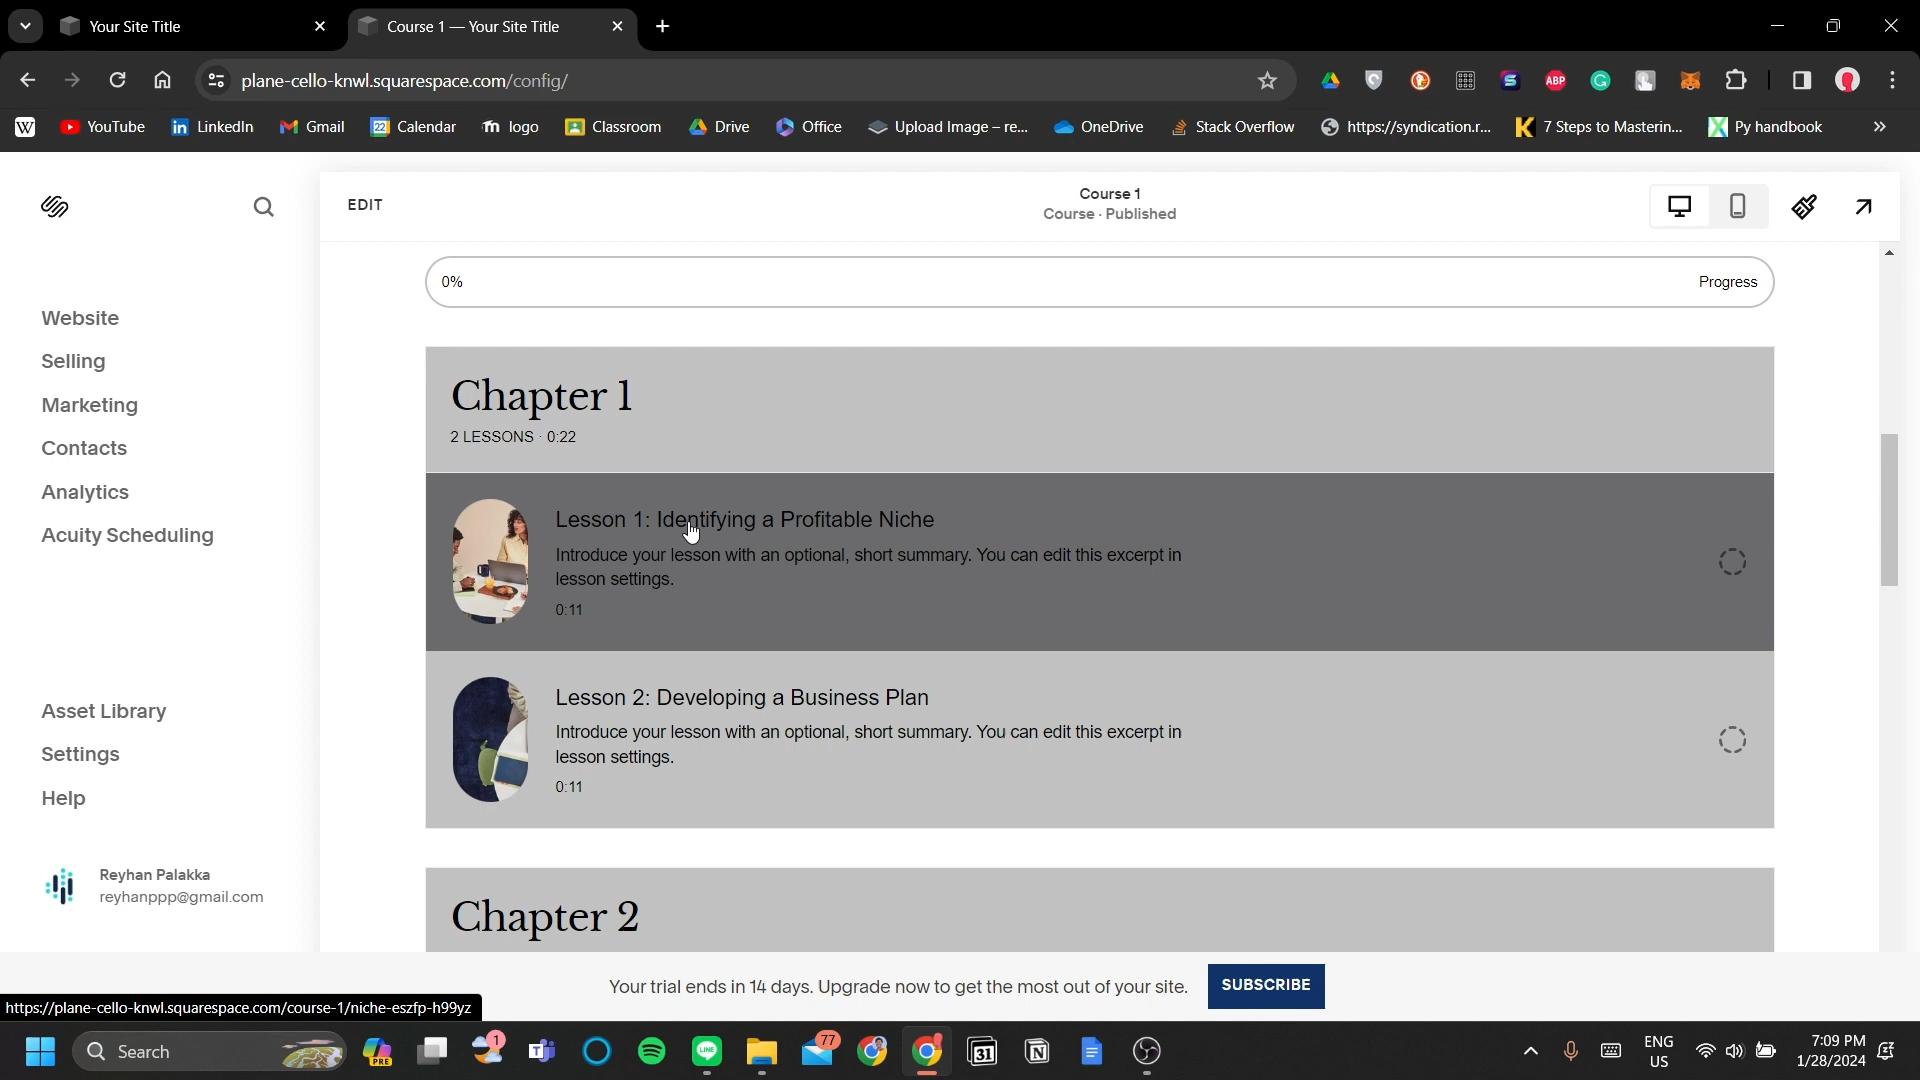 Your Site Title
Course 1 — Your Site Title
plane-cello-knwl.squarespace.com/config/
ABP
YouTube
LinkedIn
Gmail
22
Calendar
logo
Classroom
Drive
Office
Upload Image – re...
OneDrive
Stack Overflow
https://syndication.r...
7 Steps to Masterin...
Py handbook
»
EDIT
Course 1
Course · Published
Website
Selling
Marketing
Contacts
Analytics
Acuity Scheduling
Asset Library
Settings
Help
Reyhan Palakka
reyhanppp@gmail.com
0%
Progress
Chapter 1
2 LESSONS · 0:22
Lesson 1: Identifying a Profitable Niche
Introduce your lesson with an optional, short summary. You can edit this excerpt in
lesson settings.
0:11
Lesson 2: Developing a Business Plan
Introduce your lesson with an optional, short summary. You can edit this excerpt in
lesson settings.
0:11
Chapter 2
Your trial ends in 14 days. Upgrade now to get the most out of your site.
SUBSCRIBE
https://plane-cello-knwl.squarespace.com/course-1/niche-eszfp-h99yz
Search
PRE
1
LINE
77
31
ENG
US
7:09 PM
1/28/2024